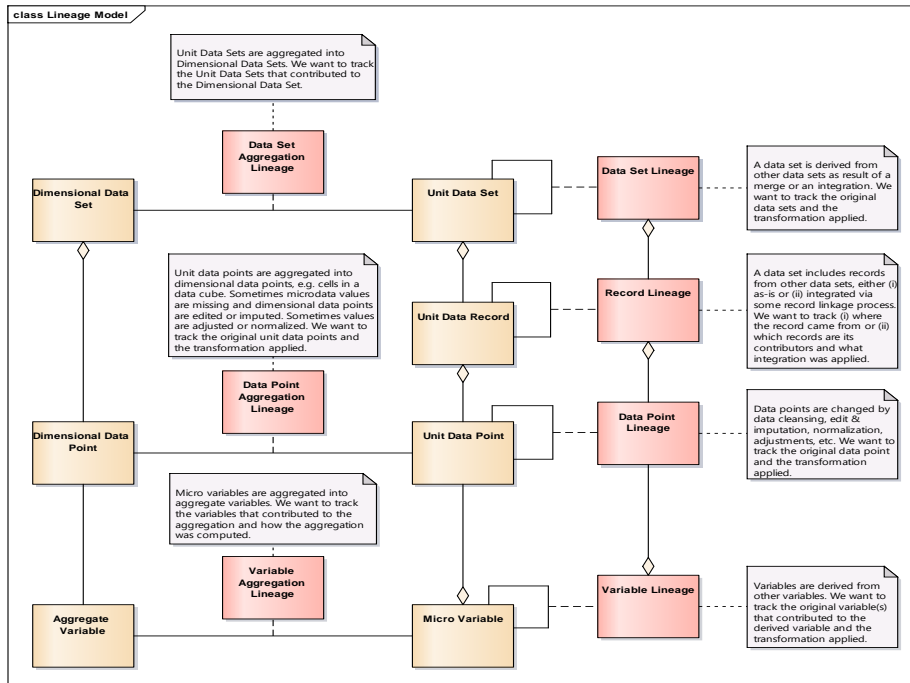 class Lineage Model
Unit Data Sets are aggregated into
Dimensional Data Sets. We want to track
the Unit Data Sets that contributed to
the Dimensional Data Set.
Data Set
Aggregation
Lineage
Dimensional Data
Set
Unit Data Set
Data Set Lineage
A data set is derived from
other data sets as result of a
merge or an integration. We
want to track the original
data sets and the
transformation applied.
Unit data points are aggregated into
dimensional data points, e.g. cells in a
data cube. Sometimes microdata values
are missing and dimensional data points
are edited or imputed. Sometimes values
are adjusted or normalized. We want to
track the original unit data points and
the transformation applied.
Unit Data Record
Record Lineage
A data set includes records
from other data sets, either (i)
as-is or (ii) integrated via
some record linkage process.
We want to track (i) where
the record came from or (ii)
which records are its
contributors and what
integration was applied.
Data Point
Aggregation
Lineage
Dimensional Data
Point
Unit Data Point
Data Point
Lineage
Data points are changed by
data cleansing, edit &
imputation, normalization,
adjustments, etc. We want to
track the original data point
and the transformation
applied.
Micro variables are aggregated into
aggregate variables. We want to track
the variables that contributed to the
aggregation and how the aggregation
was computed.
Variable
Aggregation
Lineage
Aggregate
Variable
Micro Variable
Variable Lineage
Variables are derived from
other variables. We want to
track the original variable(s)
that contributed to the
derived variable and the
transformation applied.